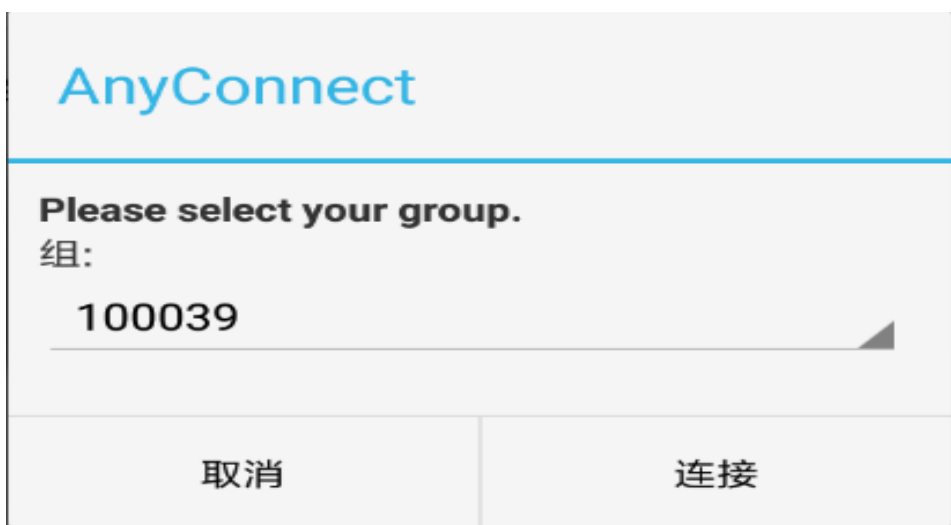 AnyConnect
Please select your group.
组:
100039
取消
连接